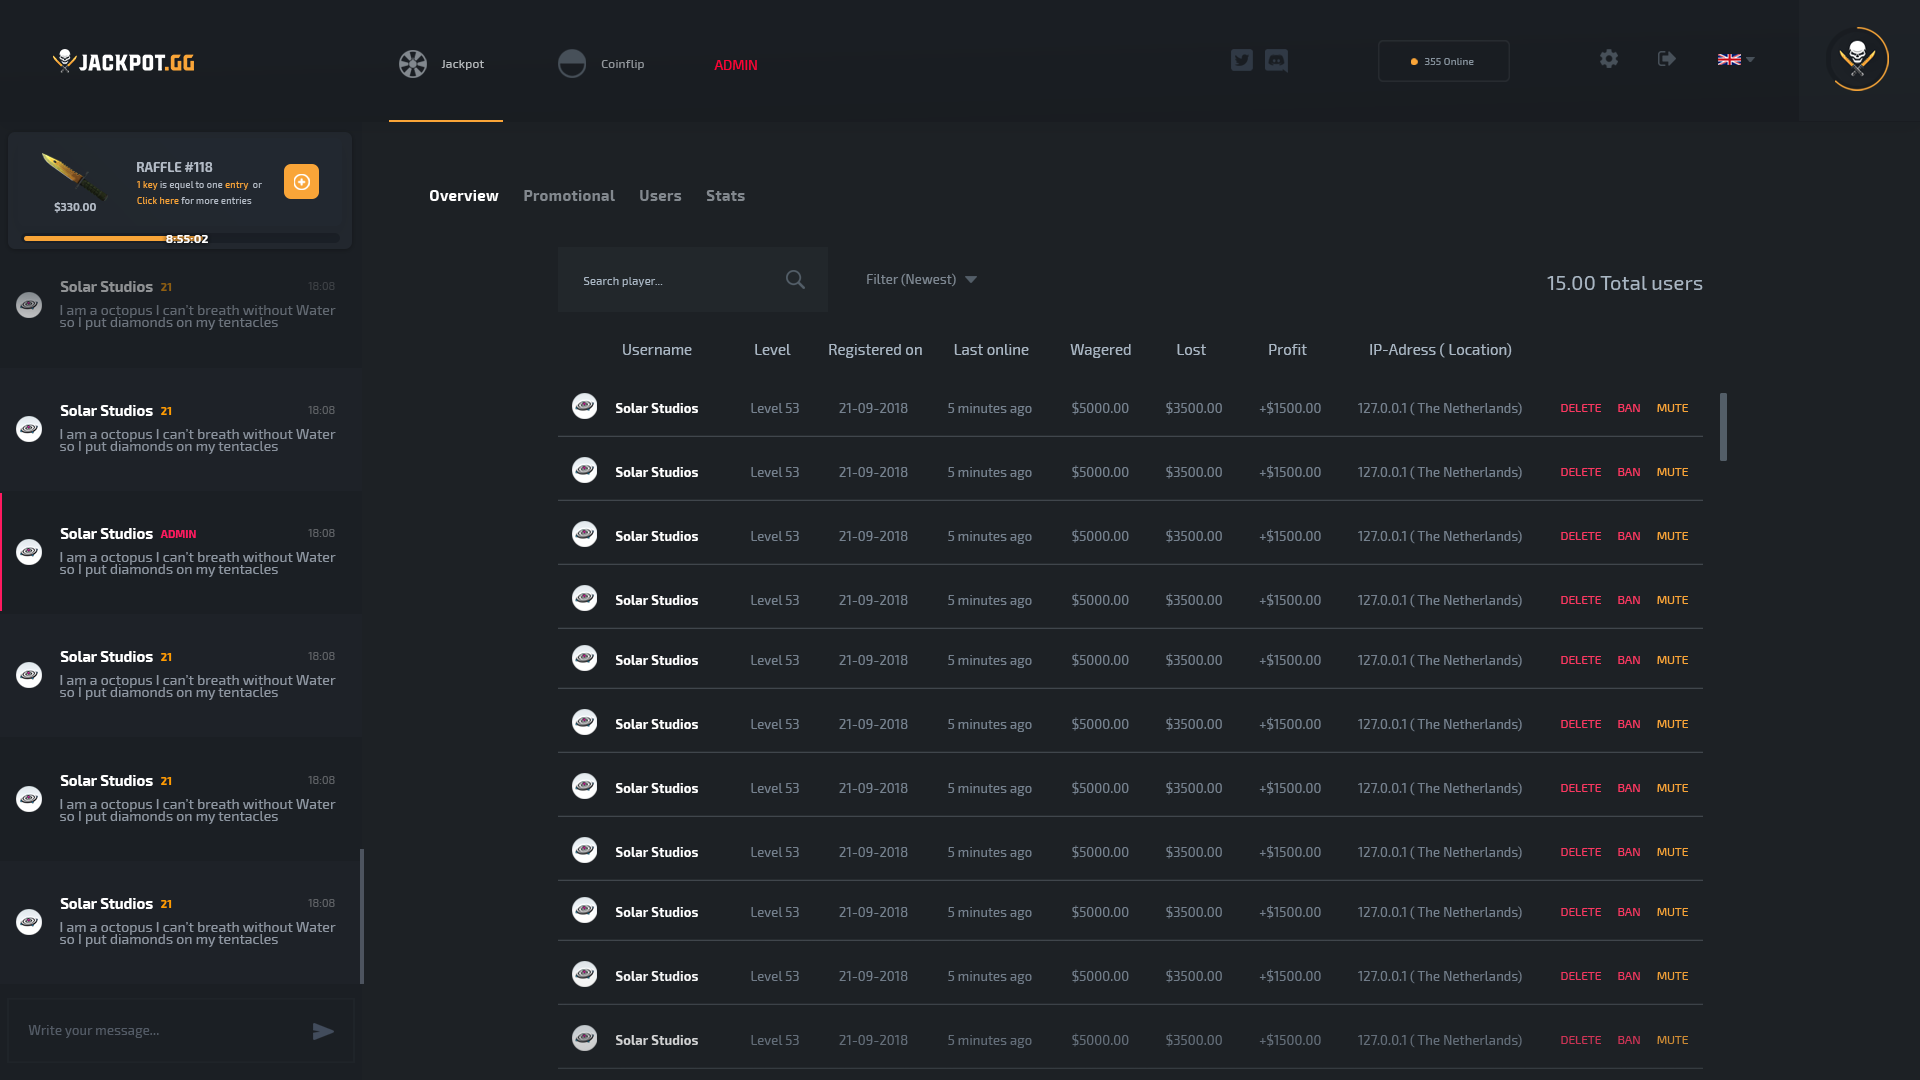 JACKPOT.GG
Jackpot
Coinflip
ADMIN
355 Online
RAFFLE #118
1 key is equal to one entry or
Click here for more entries
$330.00
8:55:02
Solar Studios 21 18:08
I am a octopus I can't breath without Water
so I put diamonds on my tentacles
Solar Studios 21 18:08
I am a octopus I can't breath without Water
so I put diamonds on my tentacles
Solar Studios ADMIN 18:08
I am a octopus I can't breath without Water
so I put diamonds on my tentacles
Solar Studios 21 18:08
I am a octopus I can't breath without Water
so I put diamonds on my tentacles
Solar Studios 21 18:08
I am a octopus I can't breath without Water
so I put diamonds on my tentacles
Solar Studios 21 18:08
I am a octopus I can't breath without Water
so I put diamonds on my tentacles
Write your message...
Overview Promotional Users Stats
Search player... Filter (Newest) 15.00 Total users
Username Level Registered on Last online Wagered Lost Profit IP-Adress ( Location)
Solar Studios Level 53 21-09-2018 5 minutes ago $5000.00 $3500.00 +$1500.00 127.0.0.1 ( The Netherlands) DELETE BAN MUTE
Solar Studios Level 53 21-09-2018 5 minutes ago $5000.00 $3500.00 +$1500.00 127.0.0.1 ( The Netherlands) DELETE BAN MUTE
Solar Studios Level 53 21-09-2018 5 minutes ago $5000.00 $3500.00 +$1500.00 127.0.0.1 ( The Netherlands) DELETE BAN MUTE
Solar Studios Level 53 21-09-2018 5 minutes ago $5000.00 $3500.00 +$1500.00 127.0.0.1 ( The Netherlands) DELETE BAN MUTE
Solar Studios Level 53 21-09-2018 5 minutes ago $5000.00 $3500.00 +$1500.00 127.0.0.1 ( The Netherlands) DELETE BAN MUTE
Solar Studios Level 53 21-09-2018 5 minutes ago $5000.00 $3500.00 +$1500.00 127.0.0.1 ( The Netherlands) DELETE BAN MUTE
Solar Studios Level 53 21-09-2018 5 minutes ago $5000.00 $3500.00 +$1500.00 127.0.0.1 ( The Netherlands) DELETE BAN MUTE
Solar Studios Level 53 21-09-2018 5 minutes ago $5000.00 $3500.00 +$1500.00 127.0.0.1 ( The Netherlands) DELETE BAN MUTE
Solar Studios Level 53 21-09-2018 5 minutes ago $5000.00 $3500.00 +$1500.00 127.0.0.1 ( The Netherlands) DELETE BAN MUTE
Solar Studios Level 53 21-09-2018 5 minutes ago $5000.00 $3500.00 +$1500.00 127.0.0.1 ( The Netherlands) DELETE BAN MUTE
Solar Studios Level 53 21-09-2018 5 minutes ago $5000.00 $3500.00 +$1500.00 127.0.0.1 ( The Netherlands) DELETE BAN MUTE